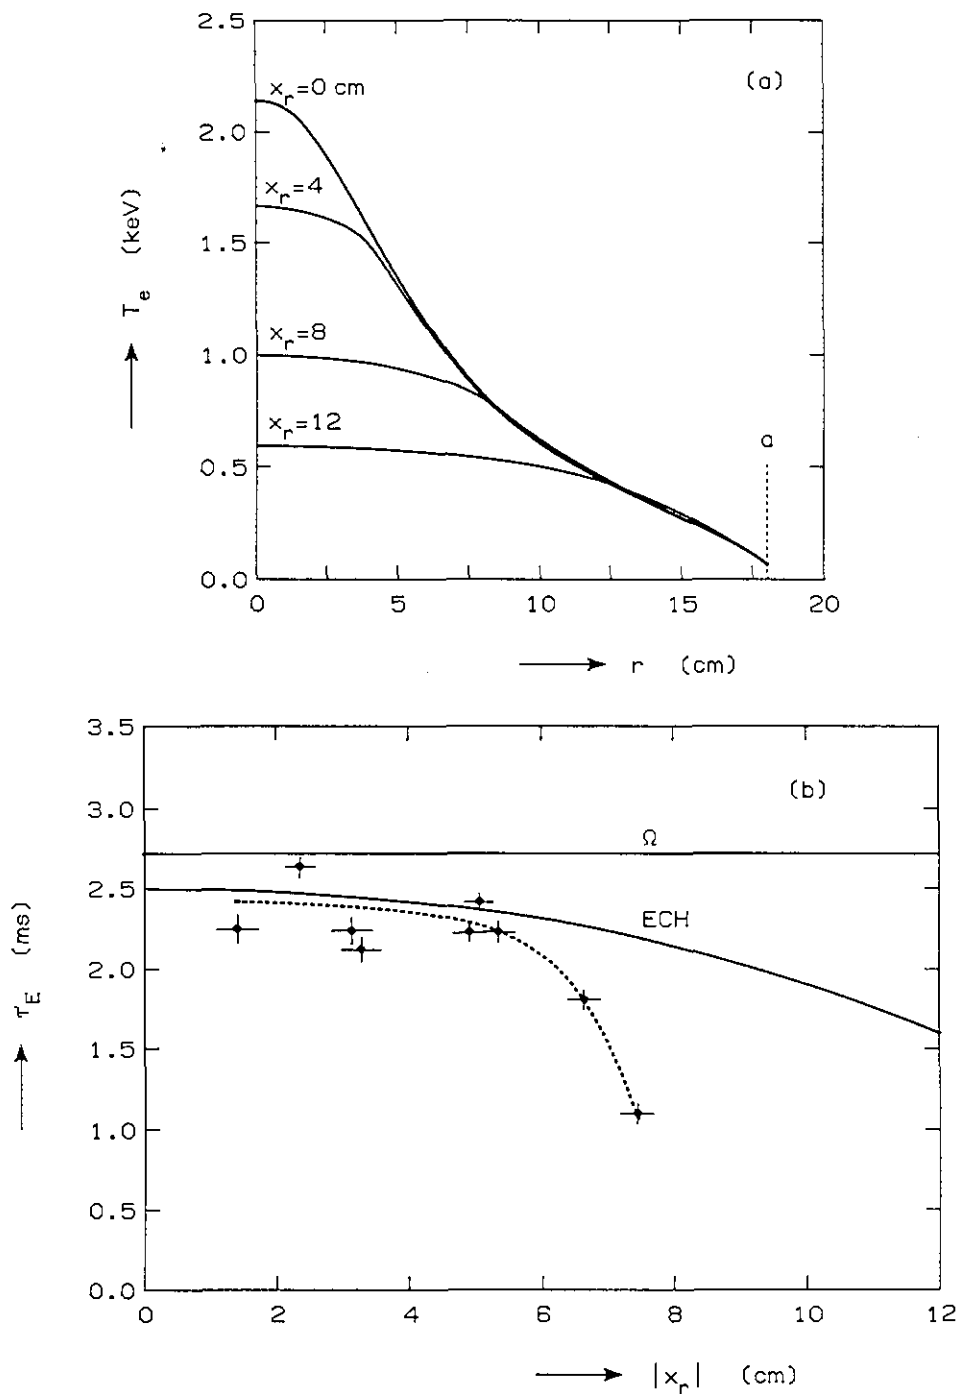 2.5
(a)
x_r=0 cm
2.0
x_r=4
1.5
T_e (keV)
x_r=8
1.0
x_r=12
0.5
a
0.0
0 5 10 15 20
r (cm)
3.5
(b)
3.0
Ω
2.5
ECH
2.0
τ_E (ms)
1.5
1.0
0.5
0.0
0 2 4 6 8 10 12
|x_r| (cm)